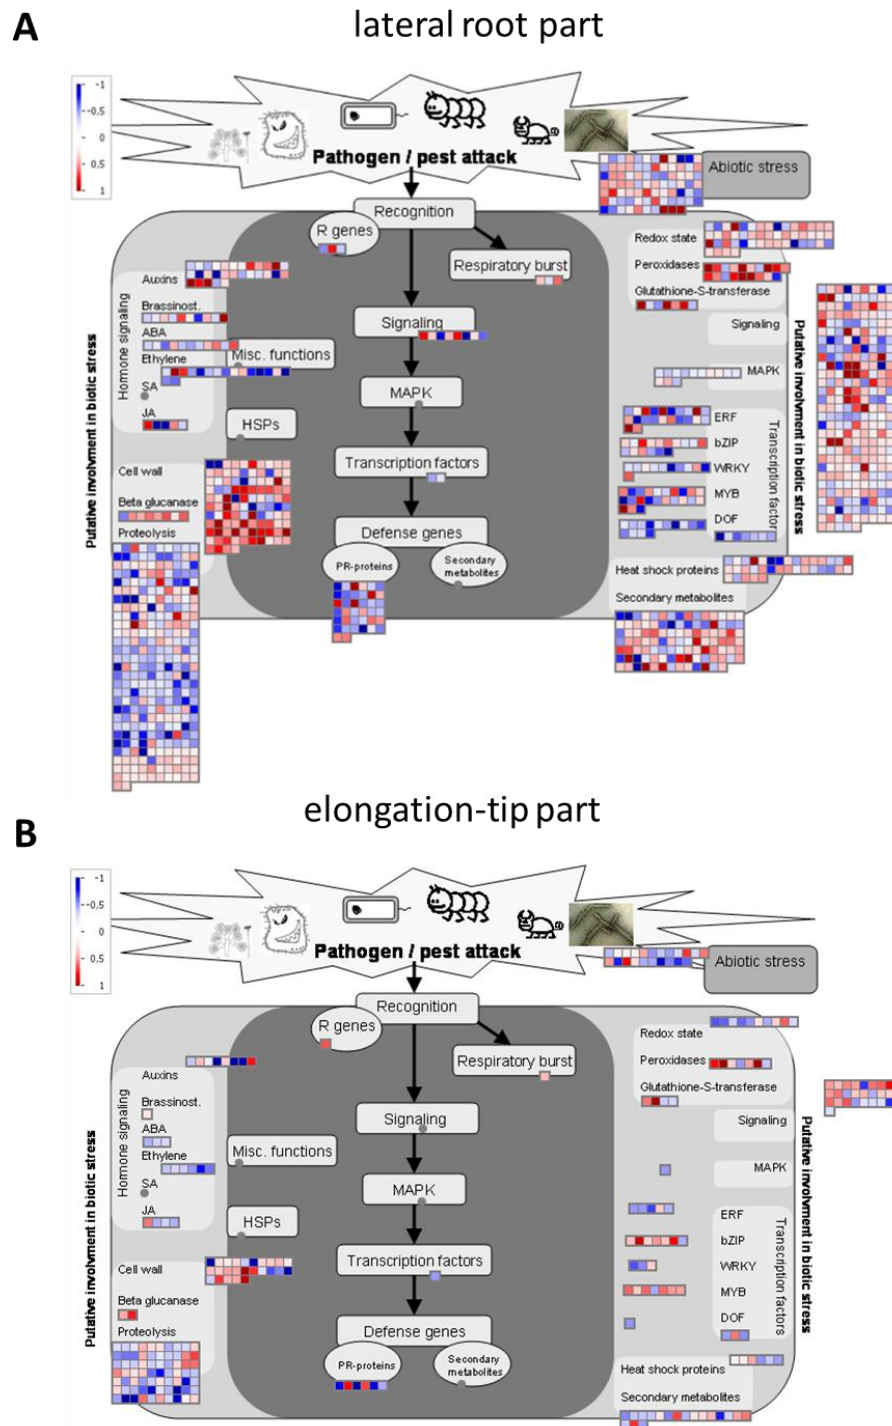 A
lateral root part
-1
-0.5
0
0.5
1
Pathogen / pest attack
Abiotic stress
Recognition
R genes
Respiratory burst
Redox state
Peroxidases
Glutathione-S-transferase
Auxins
Brassinost.
ABA
Ethylene
SA
JA
Hormone signaling
Misc. functions
Signaling
Signaling
MAPK
MAPK
HSPs
ERF
bZIP
WRKY
MYB
DOF
Transcription factors
Putative involvment in biotic stress
Putative involvment in biotic stress
Cell wall
Beta glucanase
Proteolysis
Transcription factors
Defense genes
PR-proteins
Secondary
metabolites
Heat shock proteins
Secondary metabolites
B
elongation-tip part
-1
-0.5
0
0.5
1
Pathogen / pest attack
Abiotic stress
Recognition
R genes
Respiratory burst
Redox state
Peroxidases
Glutathione-S-transferase
Auxins
Brassinost.
ABA
Ethylene
SA
JA
Hormone signaling
Misc. functions
Signaling
Signaling
MAPK
MAPK
HSPs
ERF
bZIP
WRKY
MYB
DOF
Transcription factors
Putative involvment in biotic stress
Putative involvment in biotic stress
Cell wall
Beta glucanase
Proteolysis
Transcription factors
Defense genes
PR-proteins
Secondary
metabolites
Heat shock proteins
Secondary metabolites